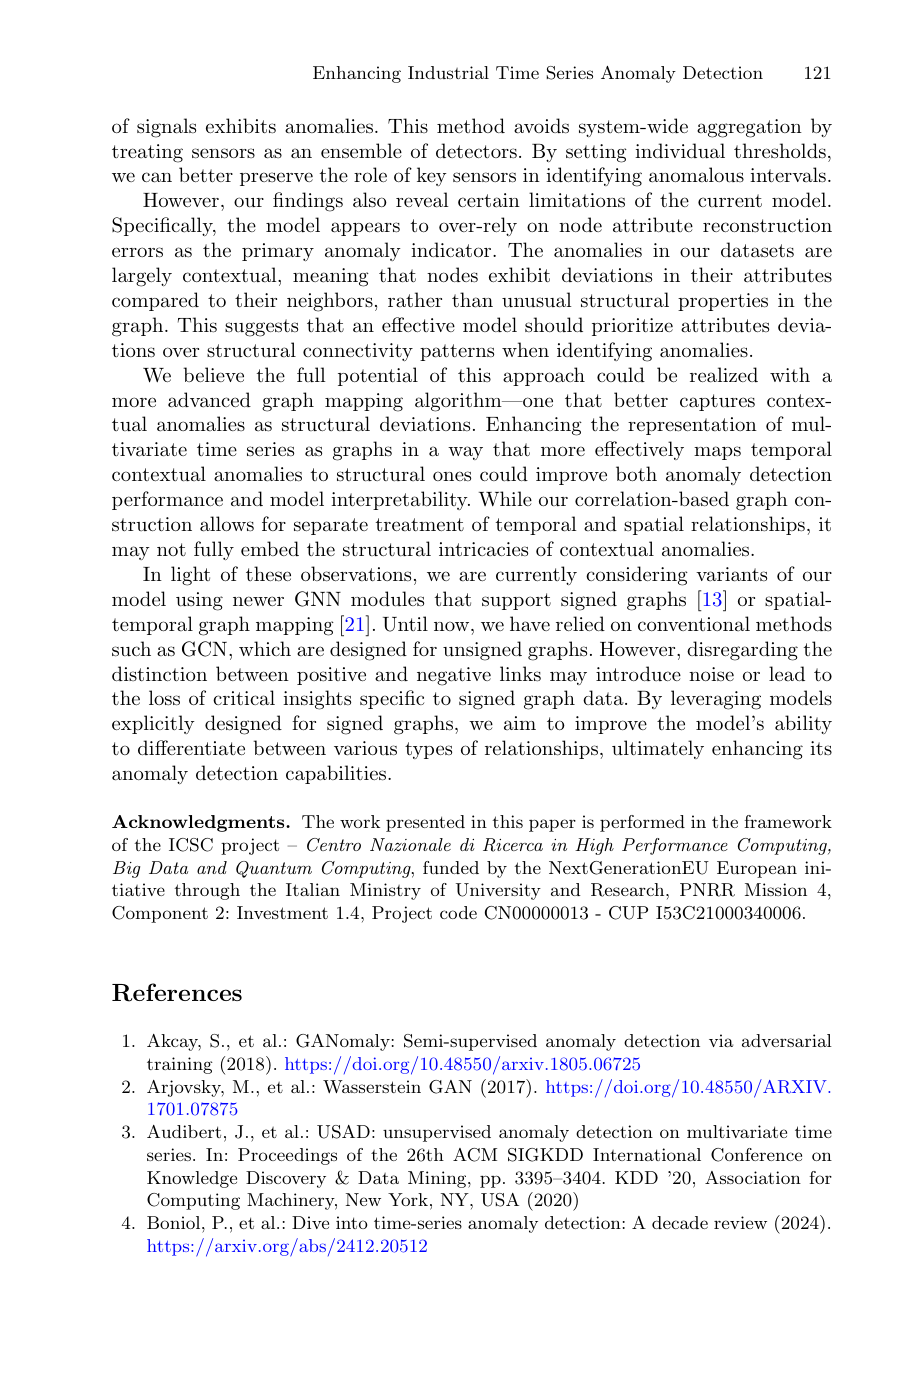 Enhancing Industrial Time Series Anomaly Detection 121
of signals exhibits anomalies. This method avoids system-wide aggregation by
treating sensors as an ensemble of detectors. By setting individual thresholds,
we can better preserve the role of key sensors in identifying anomalous intervals.
However, our findings also reveal certain limitations of the current model.
Specifically, the model appears to over-rely on node attribute reconstruction
errors as the primary anomaly indicator. The anomalies in our datasets are
largely contextual, meaning that nodes exhibit deviations in their attributes
compared to their neighbors, rather than unusual structural properties in the
graph. This suggests that an effective model should prioritize attributes devia-
tions over structural connectivity patterns when identifying anomalies.
We believe the full potential of this approach could be realized with a
more advanced graph mapping algorithm—one that better captures contex-
tual anomalies as structural deviations. Enhancing the representation of mul-
tivariate time series as graphs in a way that more effectively maps temporal
contextual anomalies to structural ones could improve both anomaly detection
performance and model interpretability. While our correlation-based graph con-
struction allows for separate treatment of temporal and spatial relationships, it
may not fully embed the structural intricacies of contextual anomalies.
In light of these observations, we are currently considering variants of our
model using newer GNN modules that support signed graphs [13] or spatial-
temporal graph mapping [21]. Until now, we have relied on conventional methods
such as GCN, which are designed for unsigned graphs. However, disregarding the
distinction between positive and negative links may introduce noise or lead to
the loss of critical insights specific to signed graph data. By leveraging models
explicitly designed for signed graphs, we aim to improve the model's ability
to differentiate between various types of relationships, ultimately enhancing its
anomaly detection capabilities.
Acknowledgments. The work presented in this paper is performed in the framework
of the ICSC project – Centro Nazionale di Ricerca in High Performance Computing,
Big Data and Quantum Computing, funded by the NextGenerationEU European ini-
tiative through the Italian Ministry of University and Research, PNRR Mission 4,
Component 2: Investment 1.4, Project code CN00000013 - CUP I53C21000340006.
References
1. Akcay, S., et al.: GANomaly: Semi-supervised anomaly detection via adversarial
training (2018). https://doi.org/10.48550/arxiv.1805.06725
2. Arjovsky, M., et al.: Wasserstein GAN (2017). https://doi.org/10.48550/ARXIV.
1701.07875
3. Audibert, J., et al.: USAD: unsupervised anomaly detection on multivariate time
series. In: Proceedings of the 26th ACM SIGKDD International Conference on
Knowledge Discovery & Data Mining, pp. 3395–3404. KDD '20, Association for
Computing Machinery, New York, NY, USA (2020)
4. Boniol, P., et al.: Dive into time-series anomaly detection: A decade review (2024).
https://arxiv.org/abs/2412.20512